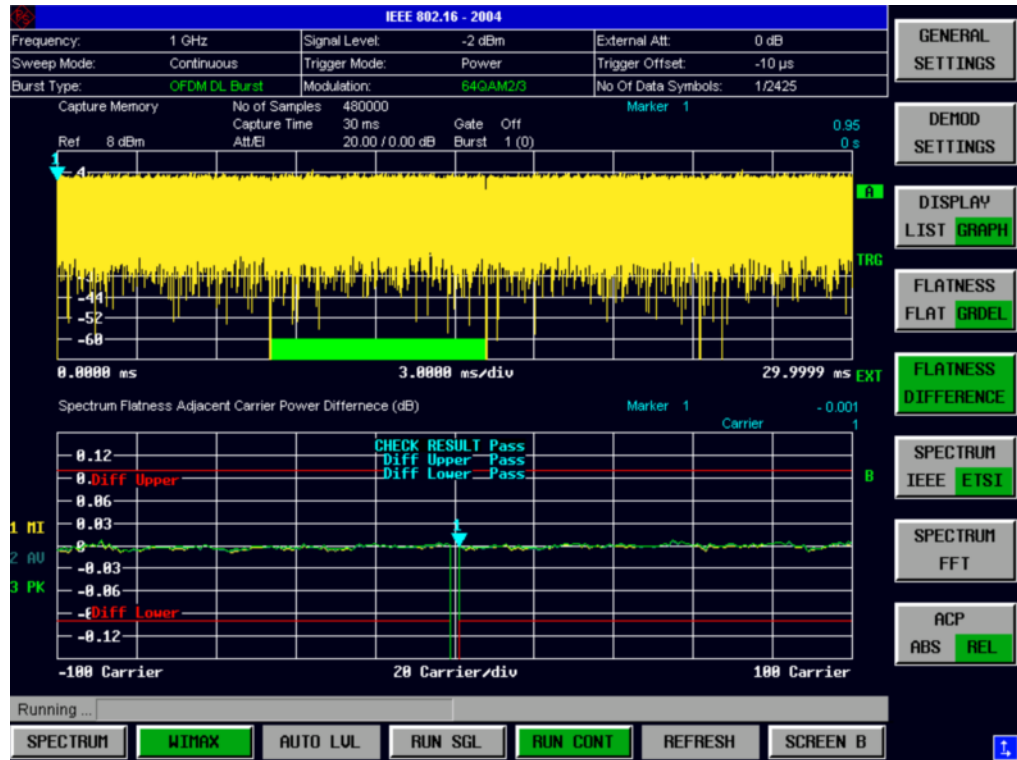 IEEE 802.16 - 2004
Frequency: 1 GHz Signal Level: -2 dBm External Att: 0 dB
Sweep Mode: Continuous Trigger Mode: Power Trigger Offset: -10 µs
Burst Type: OFDM DL Burst Modulation: 64QAM2/3 No Of Data Symbols: 1/2425
Capture Memory No of Samples 480000 Marker 1
Capture Time 30 ms Gate Off 0.95
Ref 8 dBm Att/El 20.00 / 0.00 dB Burst 1 (0) 0 s
1
-4
A
TRG
-44
-52
-60
0.0000 ms 3.0000 ms/div 29.9999 ms EXT
Spectrum Flatness Adjacent Carrier Power Differnece (dB) Marker 1 - 0.001
Carrier 1
CHECK RESULT Pass
0.12 Diff Upper Pass
0. Diff Upper Diff Lower Pass B
0.06
1 MI 0.03 1
2 AV 0
-0.03
3 PK -0.06
Diff Lower
-0.12
-100 Carrier 20 Carrier/div 100 Carrier
Running ...
SPECTRUM WIMAX AUTO LVL RUN SGL RUN CONT REFRESH SCREEN B
GENERAL
SETTINGS
DEMOD
SETTINGS
DISPLAY
LIST GRAPH
FLATNESS
FLAT GRDEL
FLATNESS
DIFFERENCE
SPECTRUM
IEEE ETSI
SPECTRUM
FFT
ACP
ABS REL